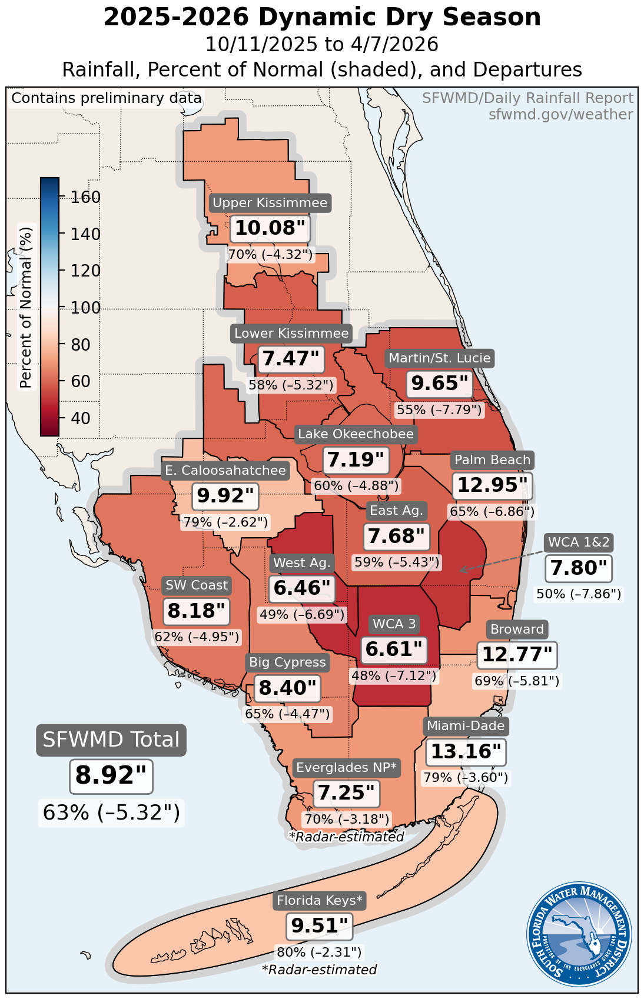 2025-2026 Dynamic Dry Season
10/11/2025 to 4/7/2026
Rainfall, Percent of Normal (shaded), and Departures
Contains preliminary data
SFWMD/Daily Rainfall Report
sfwmd.gov/weather
Percent of Normal (%)
160
140
120
100
80
60
40
Upper Kissimmee
10.08"
70% (–4.32")
Lower Kissimmee
7.47"
58% (–5.32")
Martin/St. Lucie
9.65"
55% (–7.79")
Lake Okeechobee
7.19"
60% (–4.88")
Palm Beach
12.95"
65% (–6.86")
E. Caloosahatchee
9.92"
79% (–2.62")
East Ag.
7.68"
59% (–5.43")
WCA 1&2
7.80"
50% (–7.86")
West Ag.
6.46"
49% (–6.69")
SW Coast
8.18"
62% (–4.95")
WCA 3
6.61"
48% (–7.12")
Broward
12.77"
69% (–5.81")
Big Cypress
8.40"
65% (–4.47")
Miami-Dade
13.16"
79% (–3.60")
SFWMD Total
8.92"
63% (–5.32")
Everglades NP*
7.25"
70% (–3.18")
*Radar-estimated
Florida Keys*
9.51"
80% (–2.31")
*Radar-estimated
SOUTH FLORIDA WATER MANAGEMENT DISTRICT
PROTECTOR OF THE EVERGLADES SINCE 1949